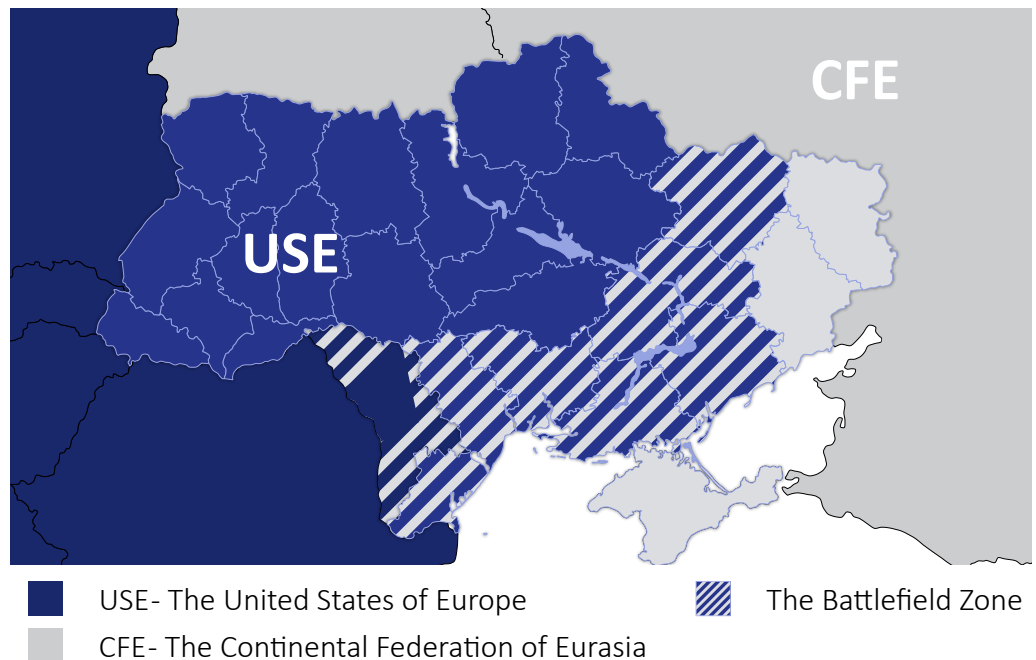 CFE
USE
USE- The United States of Europe
The Battlefield Zone
CFE- The Continental Federation of Eurasia